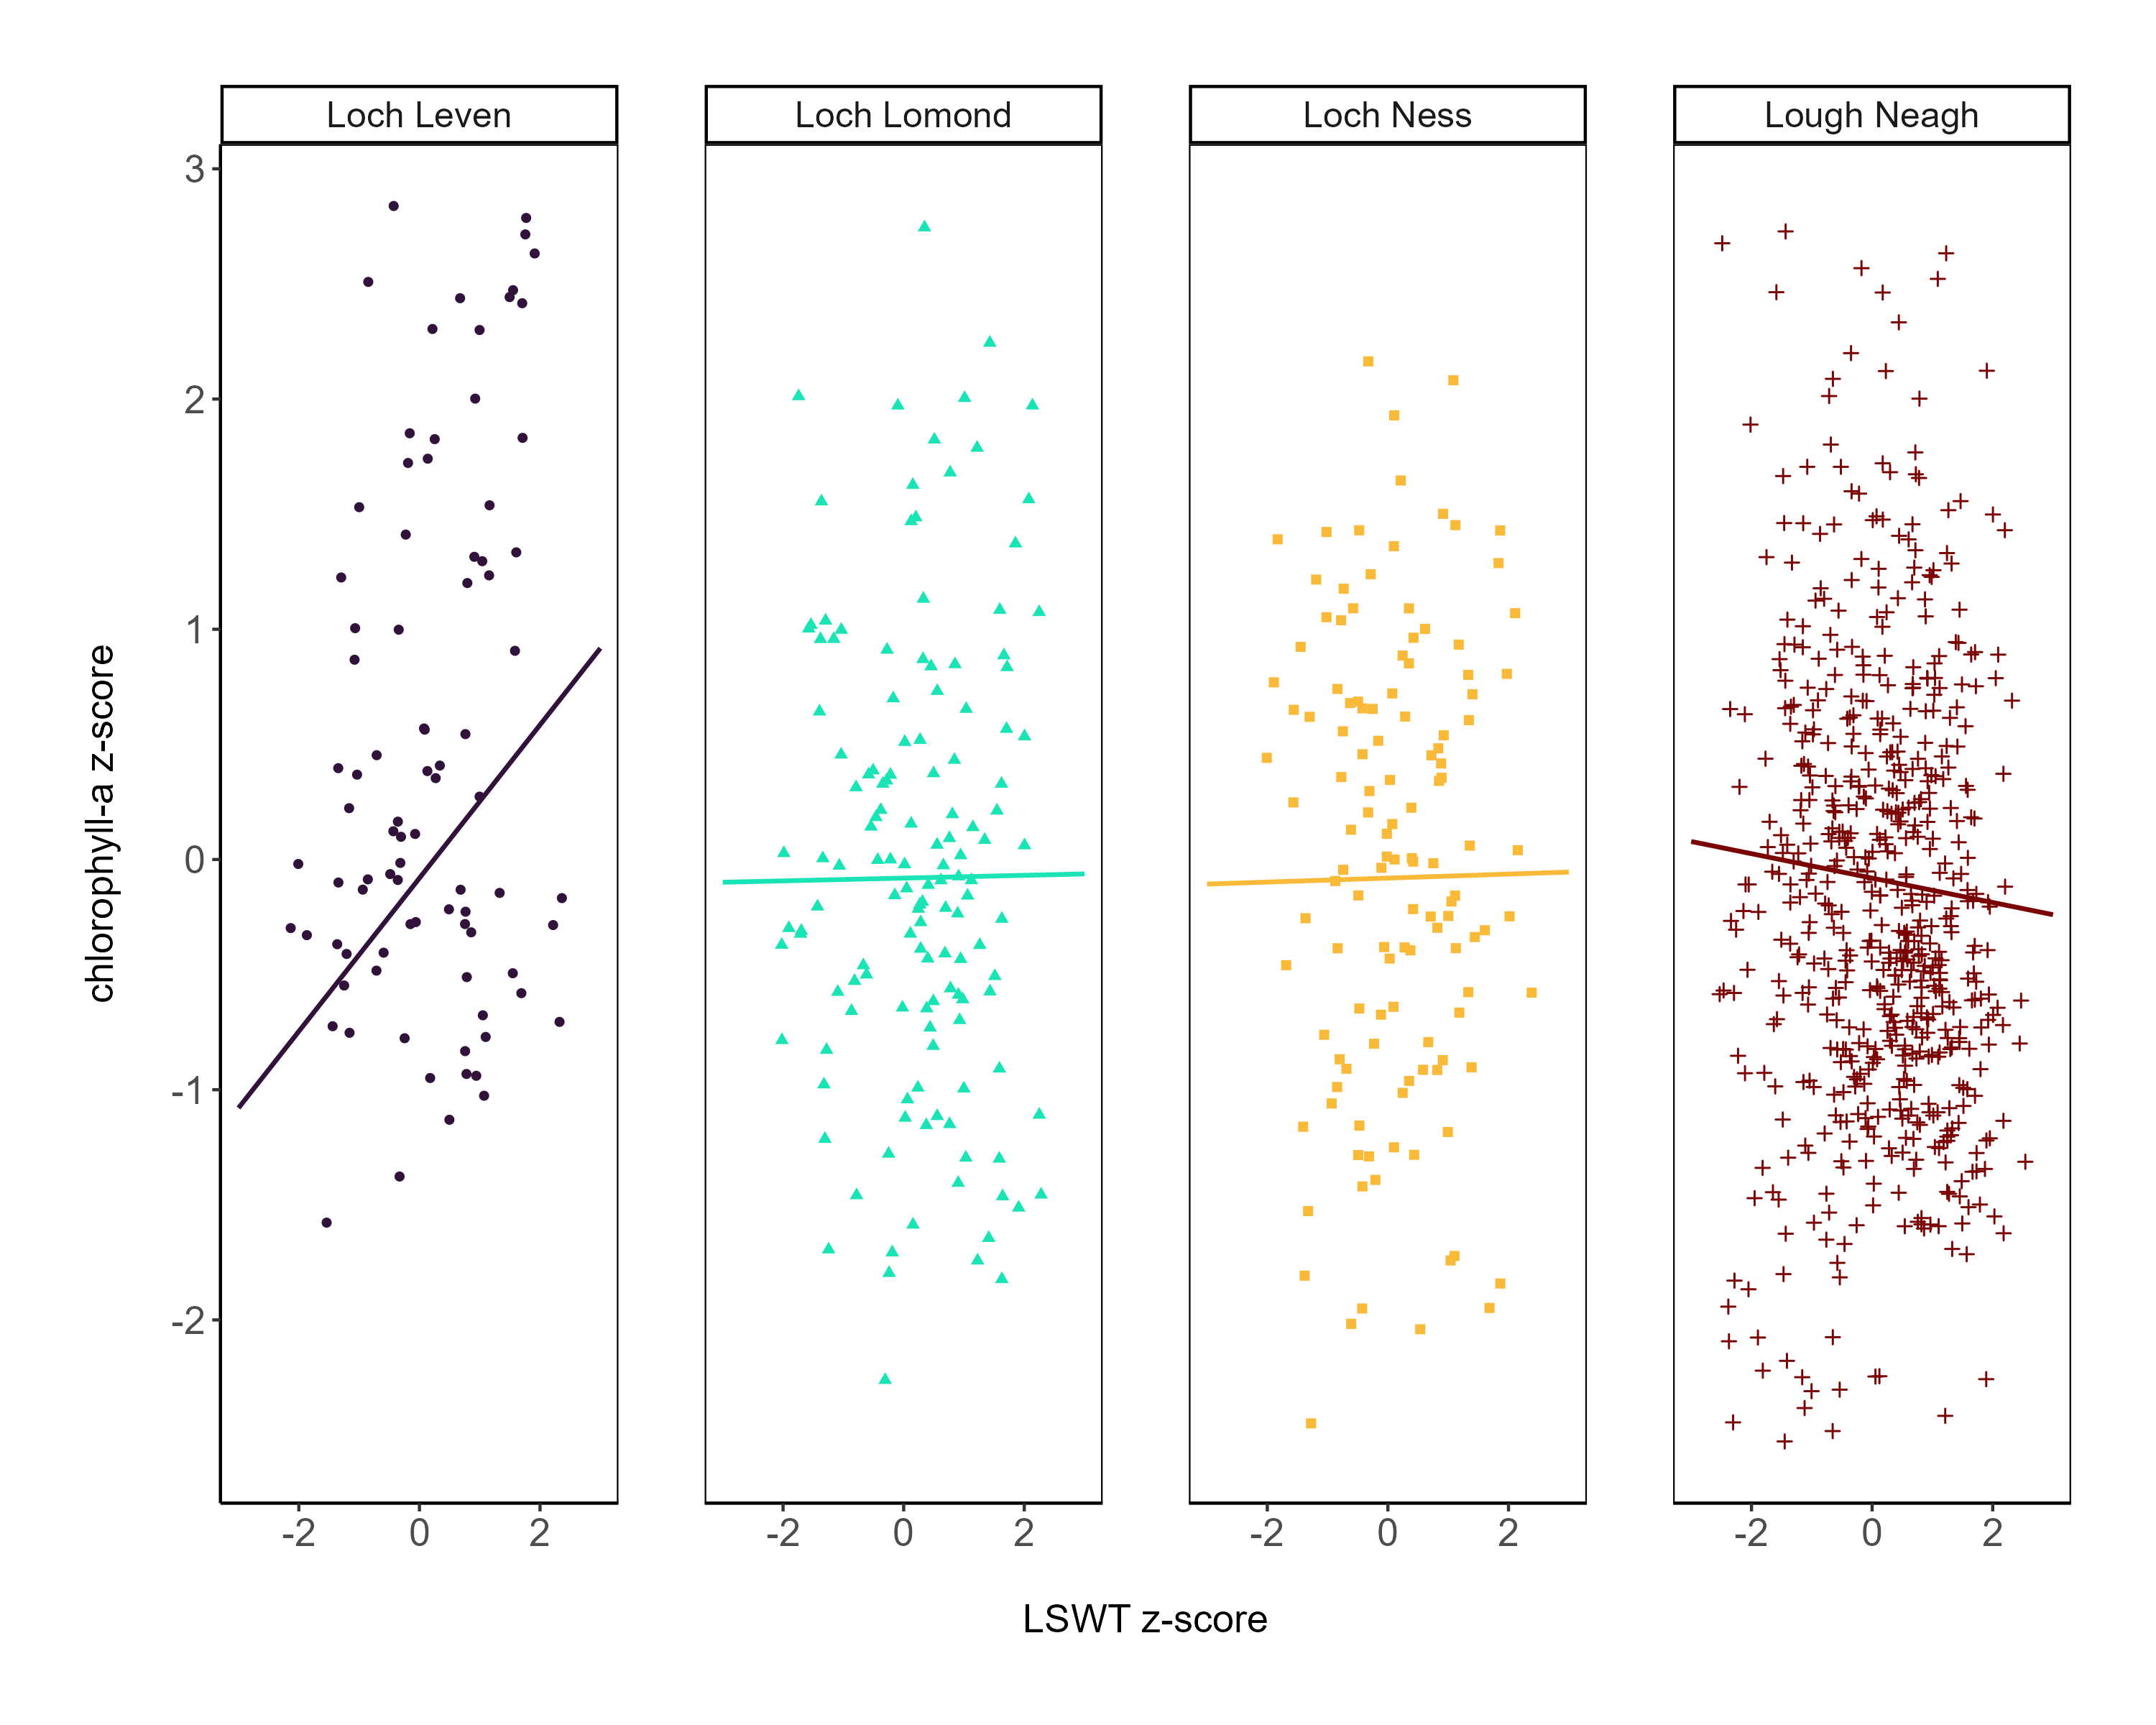 Loch Leven
Loch Lomond
Loch Ness
Lough Neagh
chlorophyll-a z-score
3
2
1
0
-1
-2
-2 0 2
-2 0 2
-2 0 2
-2 0 2
LSWT z-score